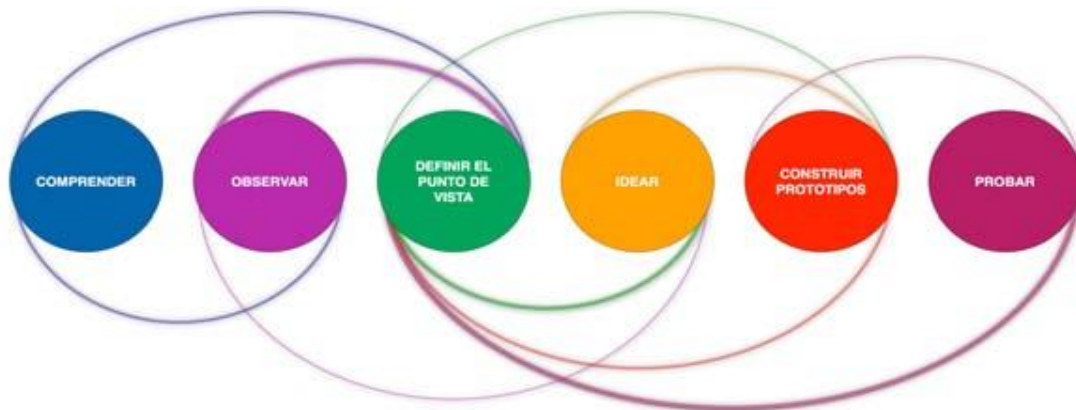 COMPRENDER
OBSERVAR
DEFINIR EL
PUNTO DE
VISTA
IDEAR
CONSTRUIR
PROTOTIPOS
PROBAR